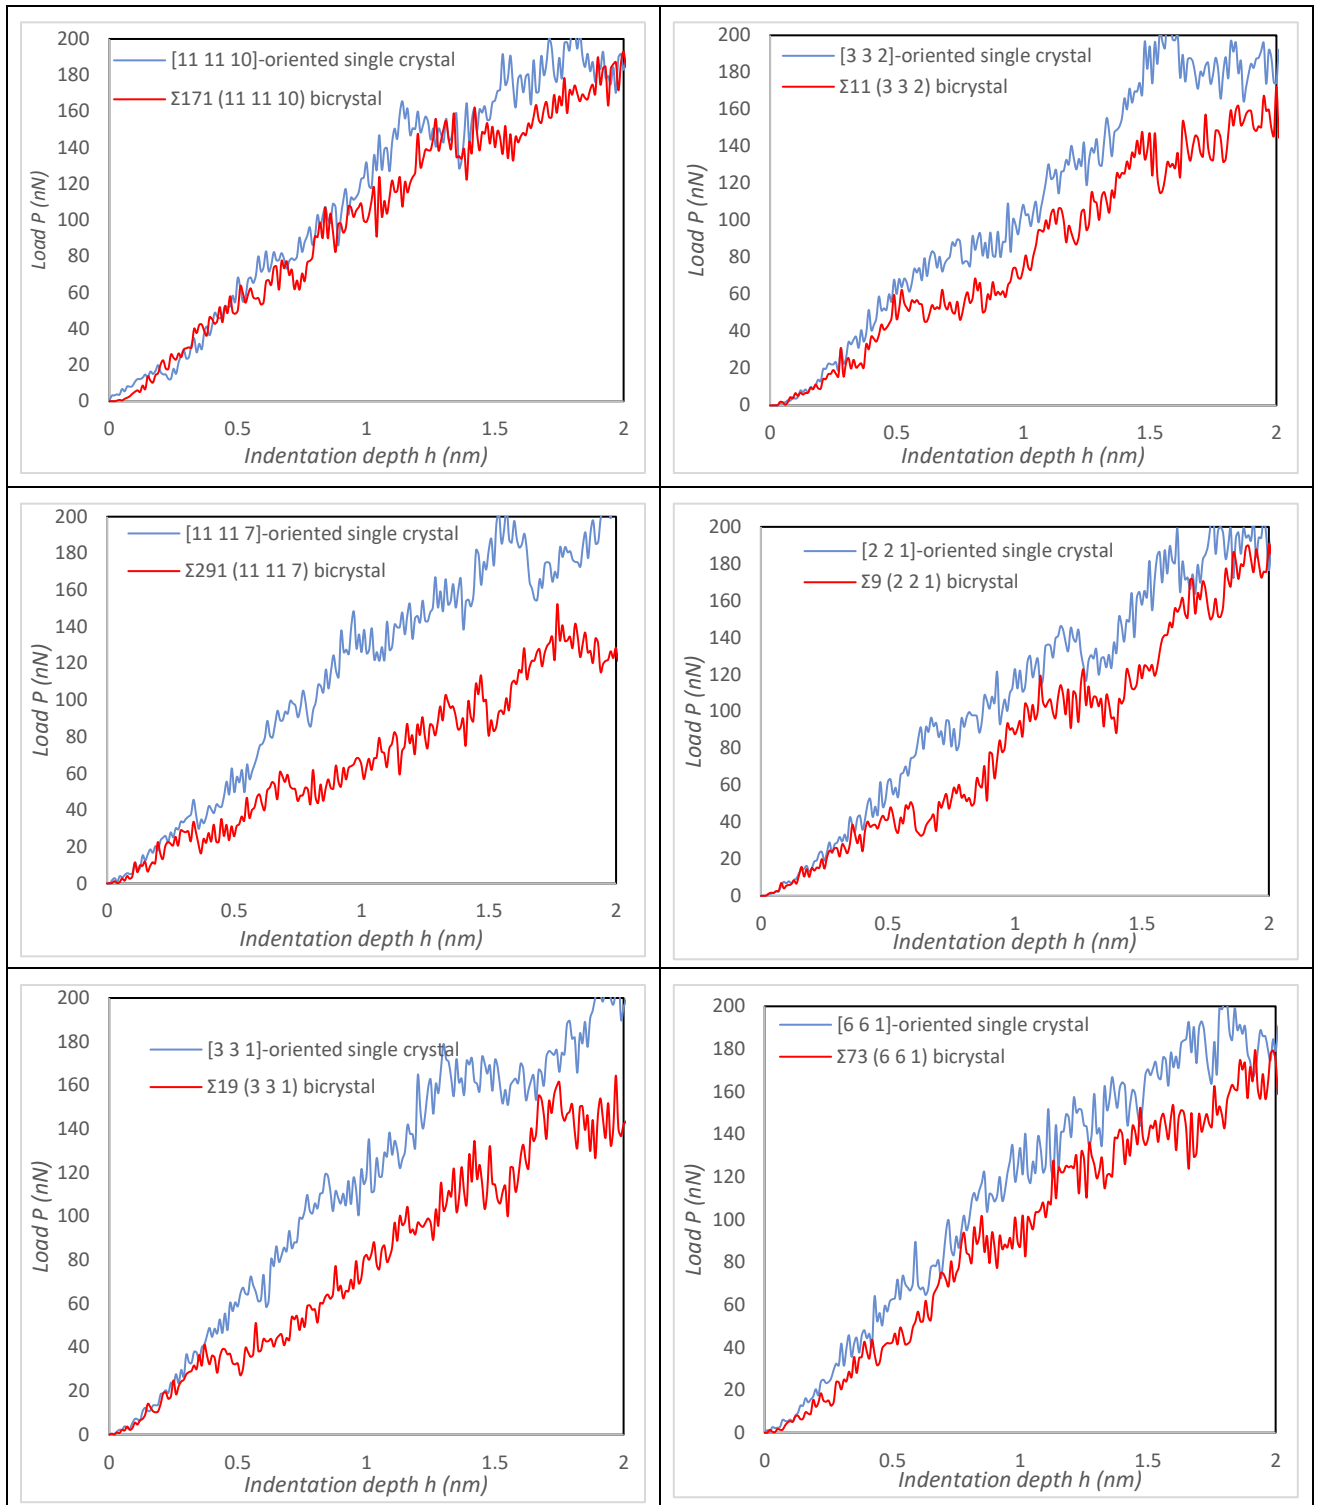 200
180
160
140
120
100
80
60
40
20
0
Load P (nN)
[11 11 10]-oriented single crystal
Σ171 (11 11 10) bicrystal
0 0.5 1 1.5 2
Indentation depth h (nm)
200
180
160
140
120
100
80
60
40
20
0
Load P (nN)
[3 3 2]-oriented single crystal
Σ11 (3 3 2) bicrystal
0 0.5 1 1.5 2
Indentation depth h (nm)
200
180
160
140
120
100
80
60
40
20
0
Load P (nN)
[11 11 7]-oriented single crystal
Σ291 (11 11 7) bicrystal
0 0.5 1 1.5 2
Indentation depth h (nm)
200
180
160
140
120
100
80
60
40
20
0
Load P (nN)
[2 2 1]-oriented single crystal
Σ9 (2 2 1) bicrystal
0 0.5 1 1.5 2
Indentation depth h (nm)
200
180
160
140
120
100
80
60
40
20
0
Load P (nN)
[3 3 1]-oriented single crystal
Σ19 (3 3 1) bicrystal
0 0.5 1 1.5 2
Indentation depth h (nm)
200
180
160
140
120
100
80
60
40
20
0
Load P (nN)
[6 6 1]-oriented single crystal
Σ73 (6 6 1) bicrystal
0 0.5 1 1.5 2
Indentation depth h (nm)